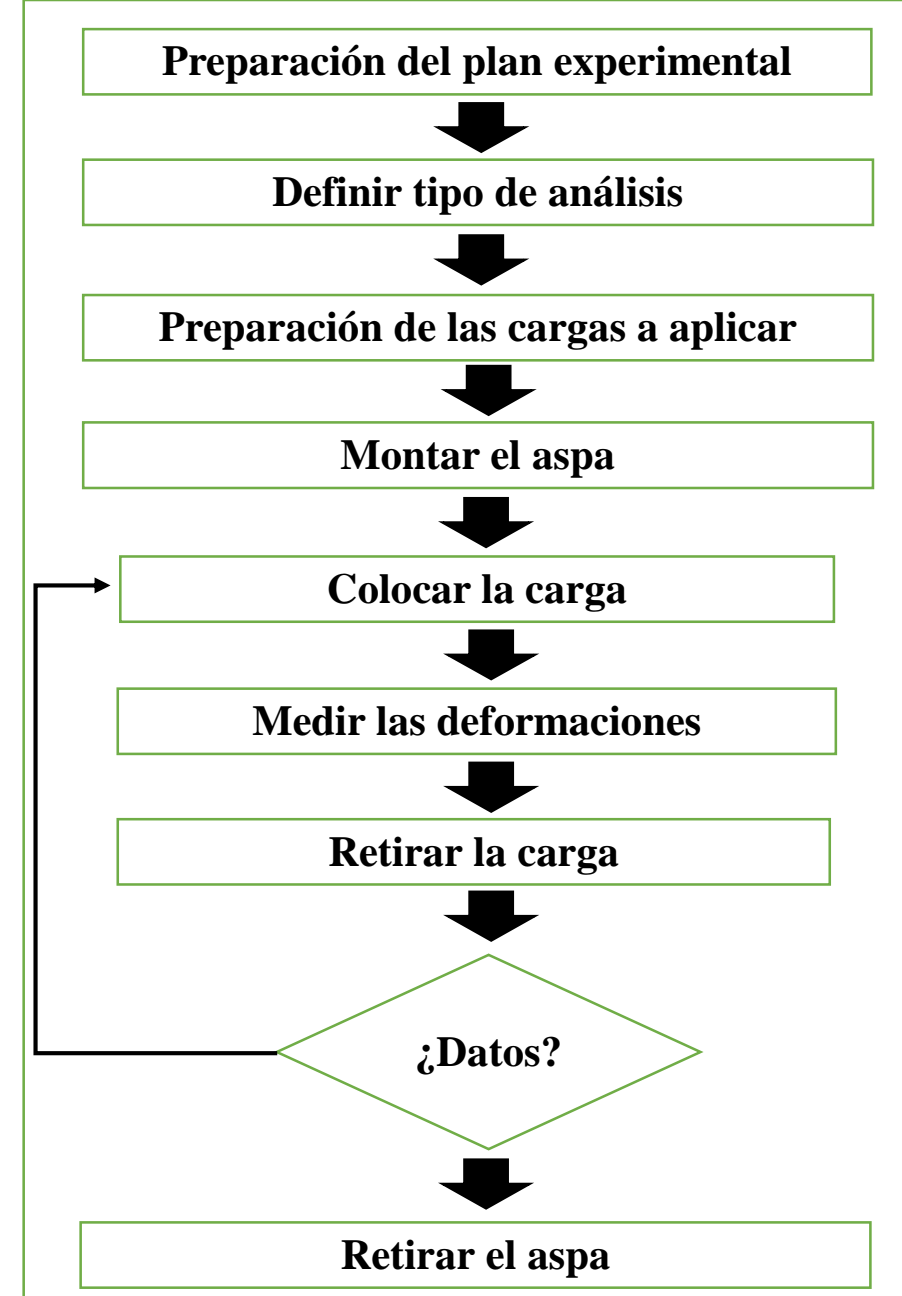 Preparación del plan experimental
Definir tipo de análisis
Preparación de las cargas a aplicar
Montar el aspa
Colocar la carga
Medir las deformaciones
Retirar la carga
¿Datos?
Retirar el aspa